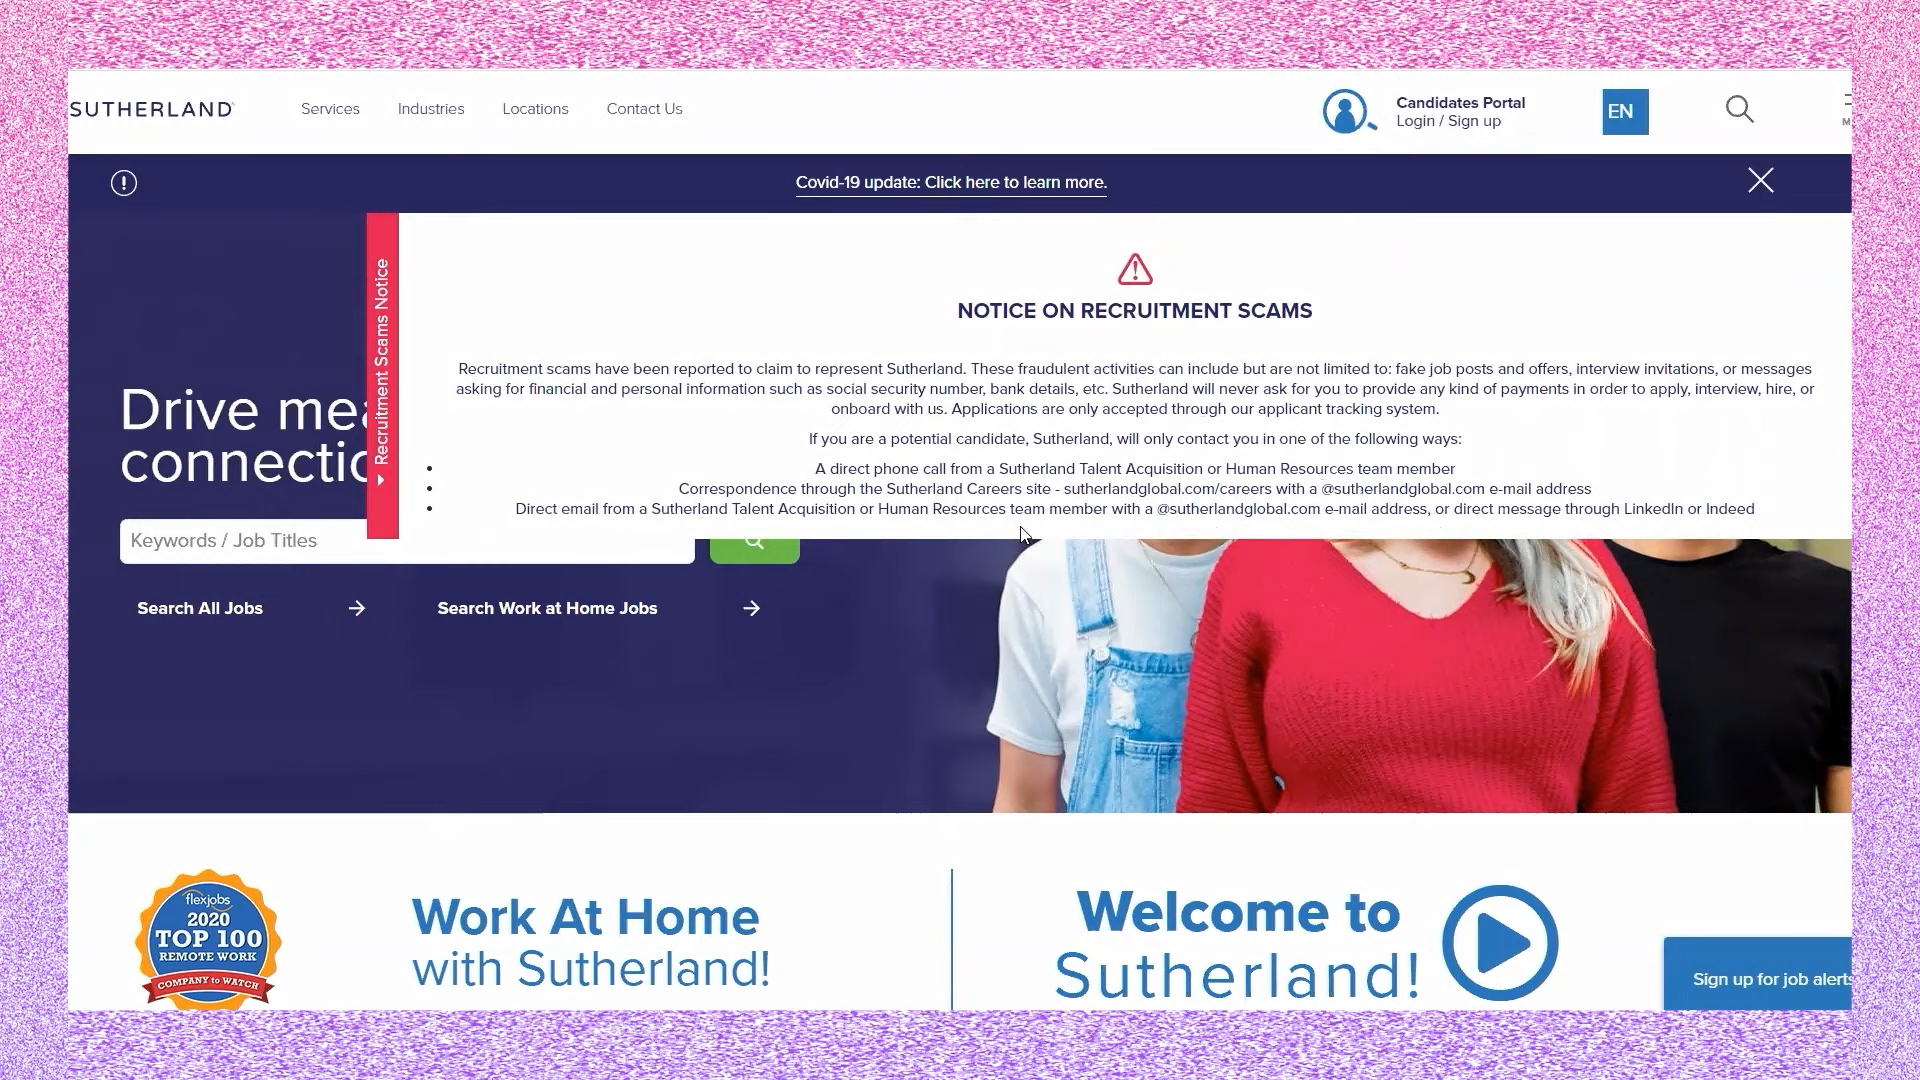 SUTHERLAND
Services
Industries
Locations
Contact Us
Candidates Portal
Login / Sign up
EN
Covid-19 update: Click here to learn more.
Recruitment Scams Notice
NOTICE ON RECRUITMENT SCAMS
Recruitment scams have been reported to claim to represent Sutherland. These fraudulent activities can include but are not limited to: fake job posts and offers, interview invitations, or messages
asking for financial and personal information such as social security number, bank details, etc. Sutherland will never ask for you to provide any kind of payments in order to apply, interview, hire, or
onboard with us. Applications are only accepted through our applicant tracking system.
If you are a potential candidate, Sutherland, will only contact you in one of the following ways:
• A direct phone call from a Sutherland Talent Acquisition or Human Resources team member
• Correspondence through the Sutherland Careers site - sutherlandglobal.com/careers with a @sutherlandglobal.com e-mail address
• Direct email from a Sutherland Talent Acquisition or Human Resources team member with a @sutherlandglobal.com e-mail address, or direct message through LinkedIn or Indeed
Drive
Keywords / Job Titles
Search All Jobs
Search Work at Home Jobs
flexjobs
2020
TOP 100
REMOTE WORK
COMPANY to WATCH
Work At Home
with Sutherland!
Welcome to
Sutherland!
Sign up for job alerts